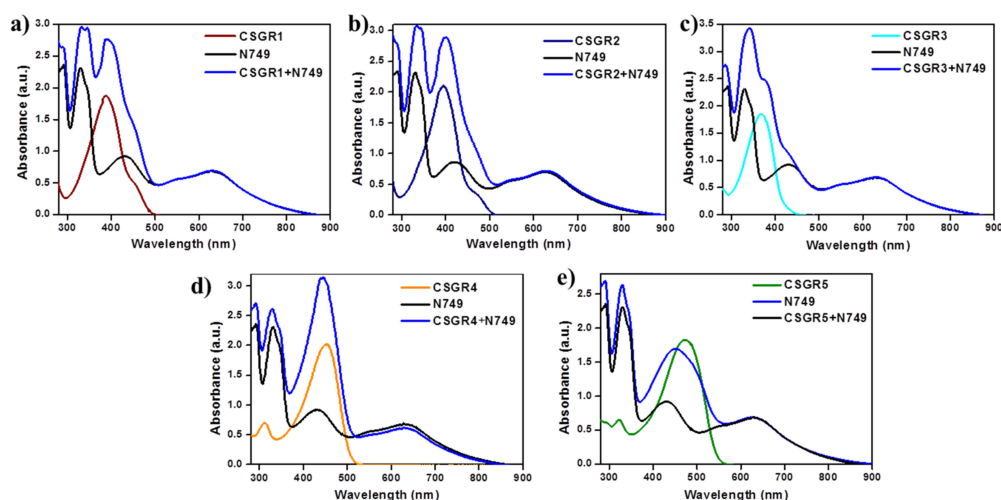 a)
3.0
2.5
2.0
1.5
1.0
0.5
0.0
Absorbance (a.u.)
CSGR1
N749
CSGR1+N749
300 400 500 600 700 800 900
Wavelength (nm)
b)
3.0
2.5
2.0
1.5
1.0
0.5
0.0
Absorbance (a.u.)
CSGR2
N749
CSGR2+N749
300 400 500 600 700 800 900
Wavelength (nm)
c)
3.5
3.0
2.5
2.0
1.5
1.0
0.5
0.0
Absorbance (a.u.)
CSGR3
N749
CSGR3+N749
300 400 500 600 700 800 900
Wavelength (nm)
d)
3.0
2.5
2.0
1.5
1.0
0.5
0.0
Absorbance (a.u.)
CSGR4
N749
CSGR4+N749
300 400 500 600 700 800 900
Wavelength (nm)
e)
2.5
2.0
1.5
1.0
0.5
0.0
Absorbance (a.u.)
CSGR5
N749
CSGR5+N749
300 400 500 600 700 800 900
Wavelength (nm)